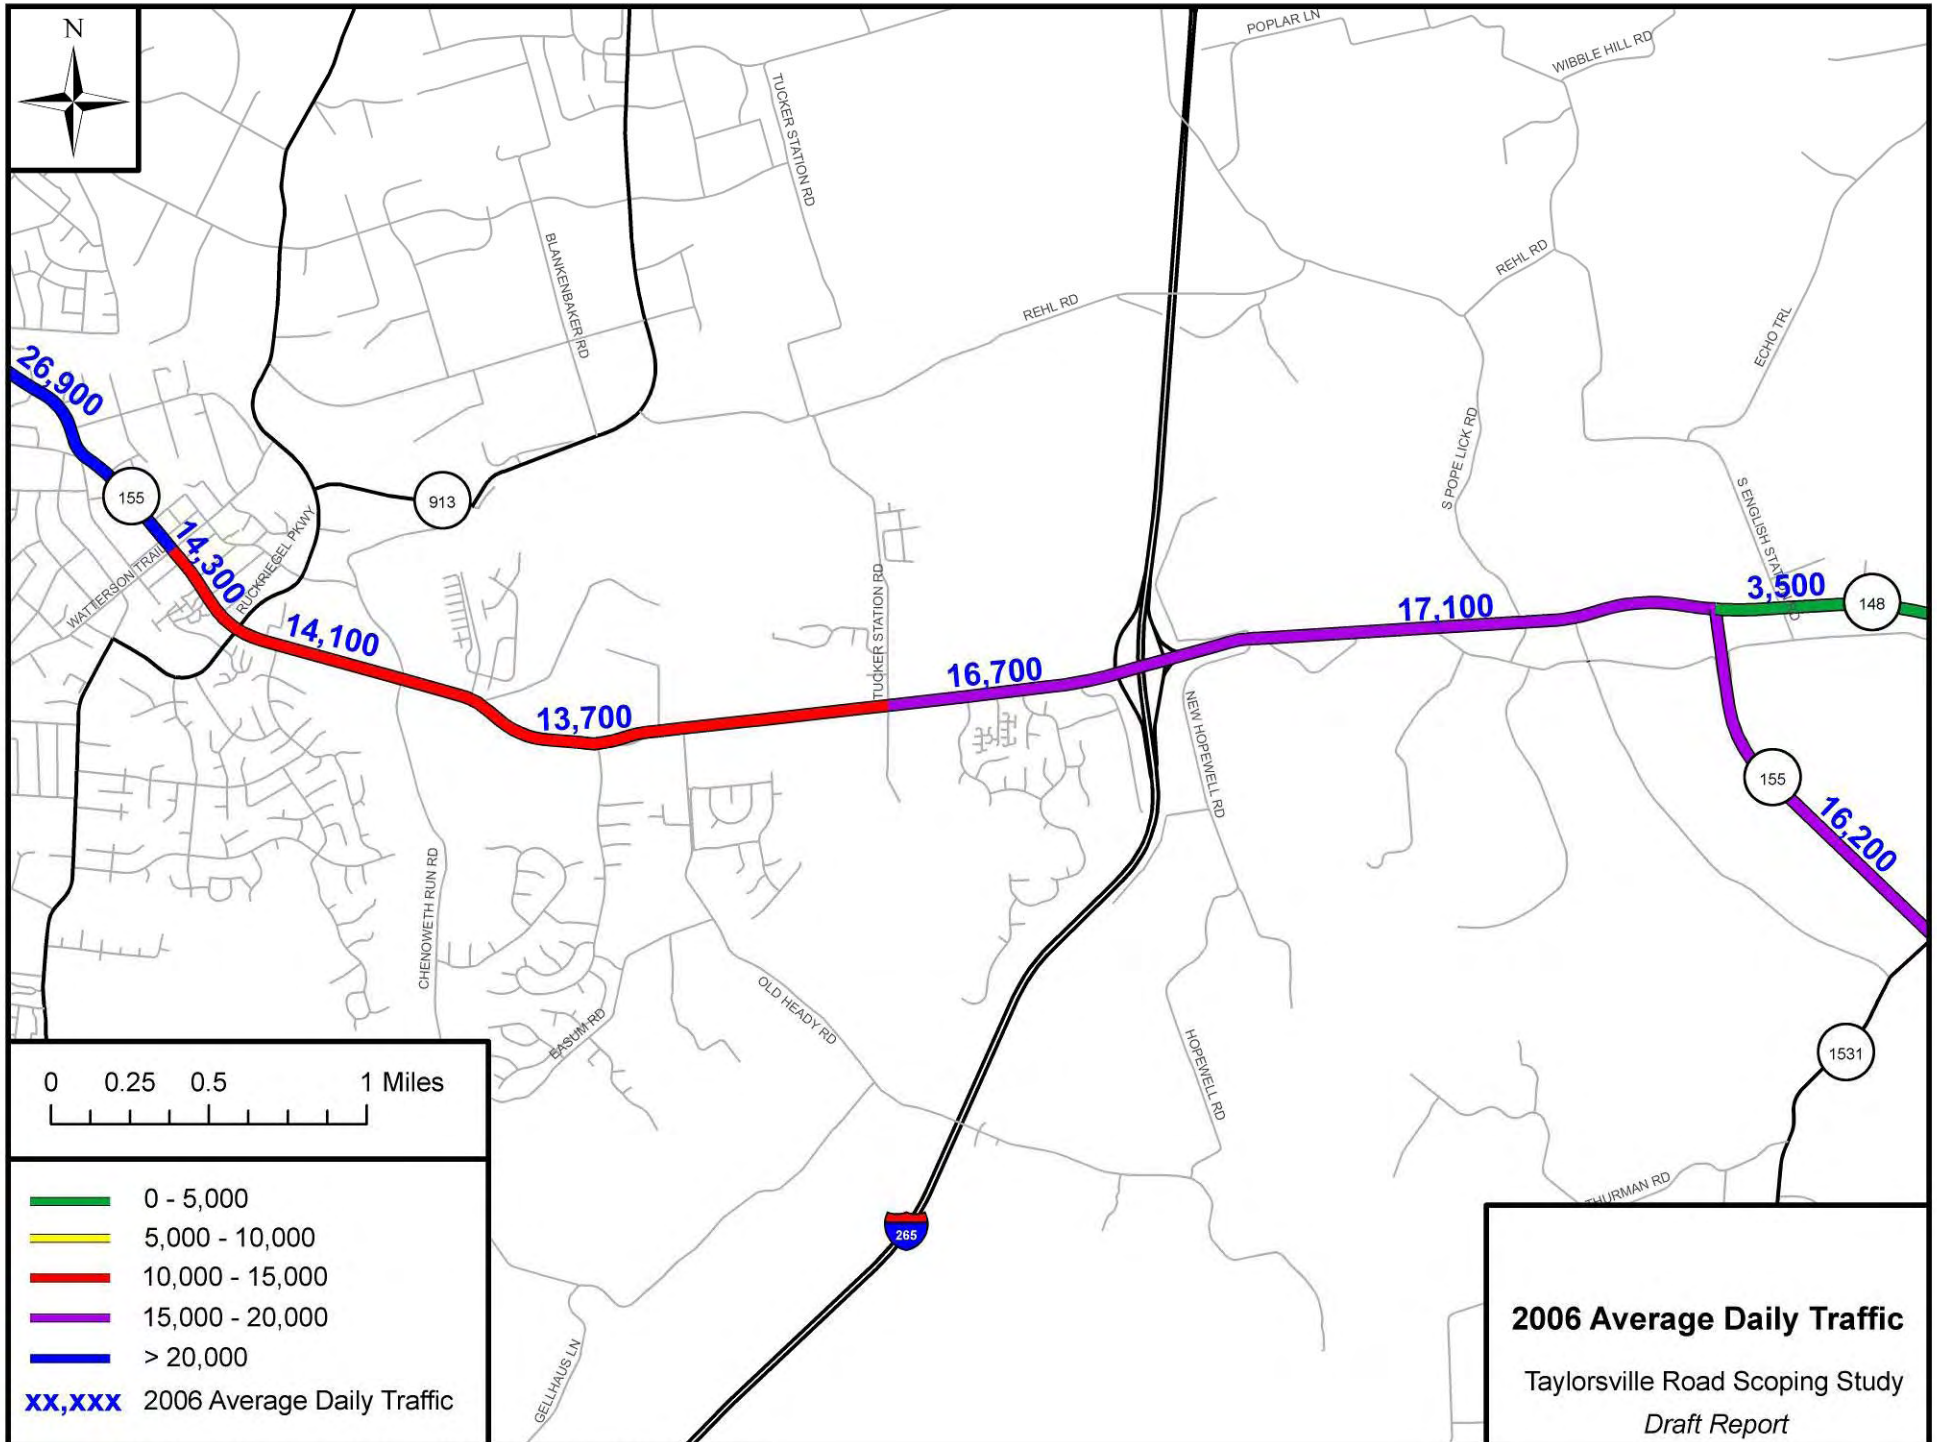 N
POPLAR LN
WIBBLE HILL RD
TUCKER STATION RD
BLANKENBAKER RD
REHL RD
REHL RD
ECHO TRL
26,900
155
913
S POPE LICK RD
14,300
WATTERSON TRAIL
RUCKRIEGEL PKWY
14,100
13,700
TUCKER STATION RD
16,700
17,100
3,500
148
NEW HOPEWELL RD
155
16,200
CHENOWETH RUN RD
OLD HEADY RD
EASUM RD
HOPEWELL RD
1531
THURMAN RD
265
GELLHAUS LN
0 0.25 0.5 1 Miles
0 - 5,000
5,000 - 10,000
10,000 - 15,000
15,000 - 20,000
> 20,000
xx,xxx 2006 Average Daily Traffic
2006 Average Daily Traffic
Taylorsville Road Scoping Study
Draft Report